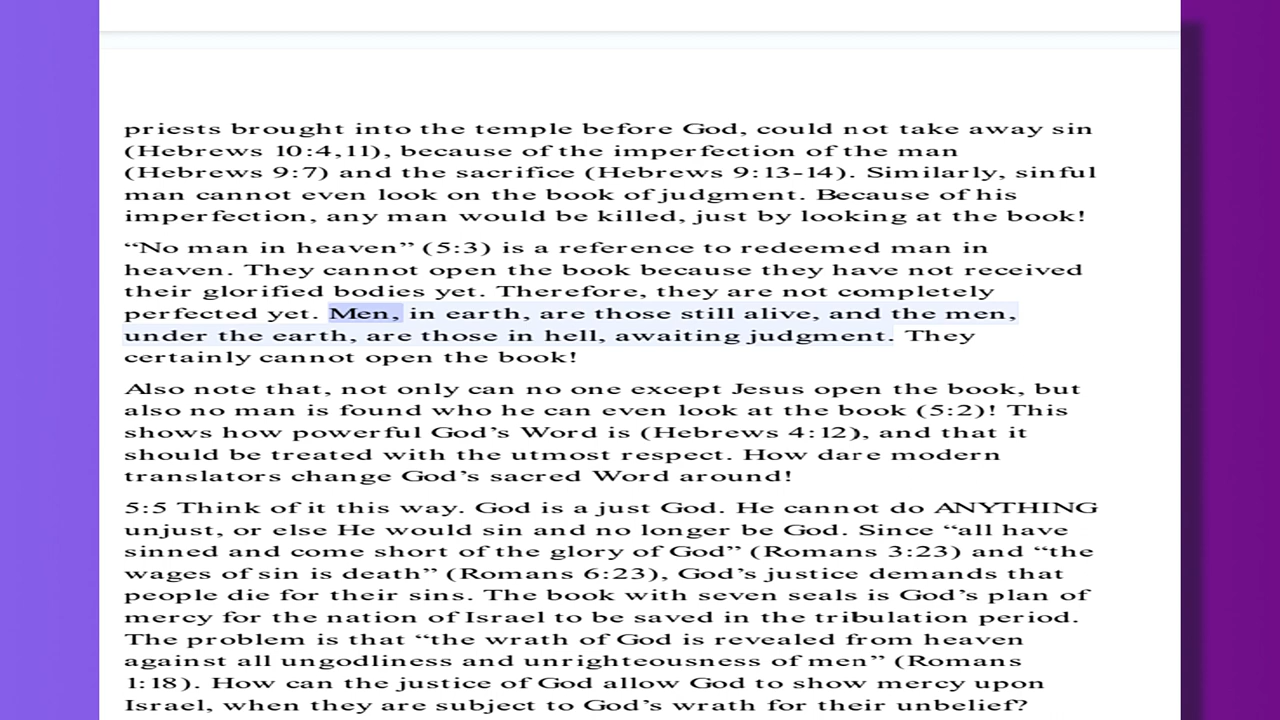 priests brought into the temple before God, could not take away sin
(Hebrews 10:4,11), because of the imperfection of the man
(Hebrews 9:7) and the sacrifice (Hebrews 9:13-14). Similarly, sinful
man cannot even look on the book of judgment. Because of his
imperfection, any man would be killed, just by looking at the book!
“No man in heaven” (5:3) is a reference to redeemed man in
heaven. They cannot open the book because they have not received
their glorified bodies yet. Therefore, they are not completely
perfected yet. Men, in earth, are those still alive, and the men,
under the earth, are those in hell, awaiting judgment. They
certainly cannot open the book!
Also note that, not only can no one except Jesus open the book, but
also no man is found who he can even look at the book (5:2)! This
shows how powerful God’s Word is (Hebrews 4:12), and that it
should be treated with the utmost respect. How dare modern
translators change God’s sacred Word around!
5:5 Think of it this way. God is a just God. He cannot do ANYTHING
unjust, or else He would sin and no longer be God. Since “all have
sinned and come short of the glory of God” (Romans 3:23) and “the
wages of sin is death” (Romans 6:23), God’s justice demands that
people die for their sins. The book with seven seals is God’s plan of
mercy for the nation of Israel to be saved in the tribulation period.
The problem is that “the wrath of God is revealed from heaven
against all ungodliness and unrighteousness of men” (Romans
1:18). How can the justice of God allow God to show mercy upon
Israel, when they are subject to God’s wrath for their unbelief?